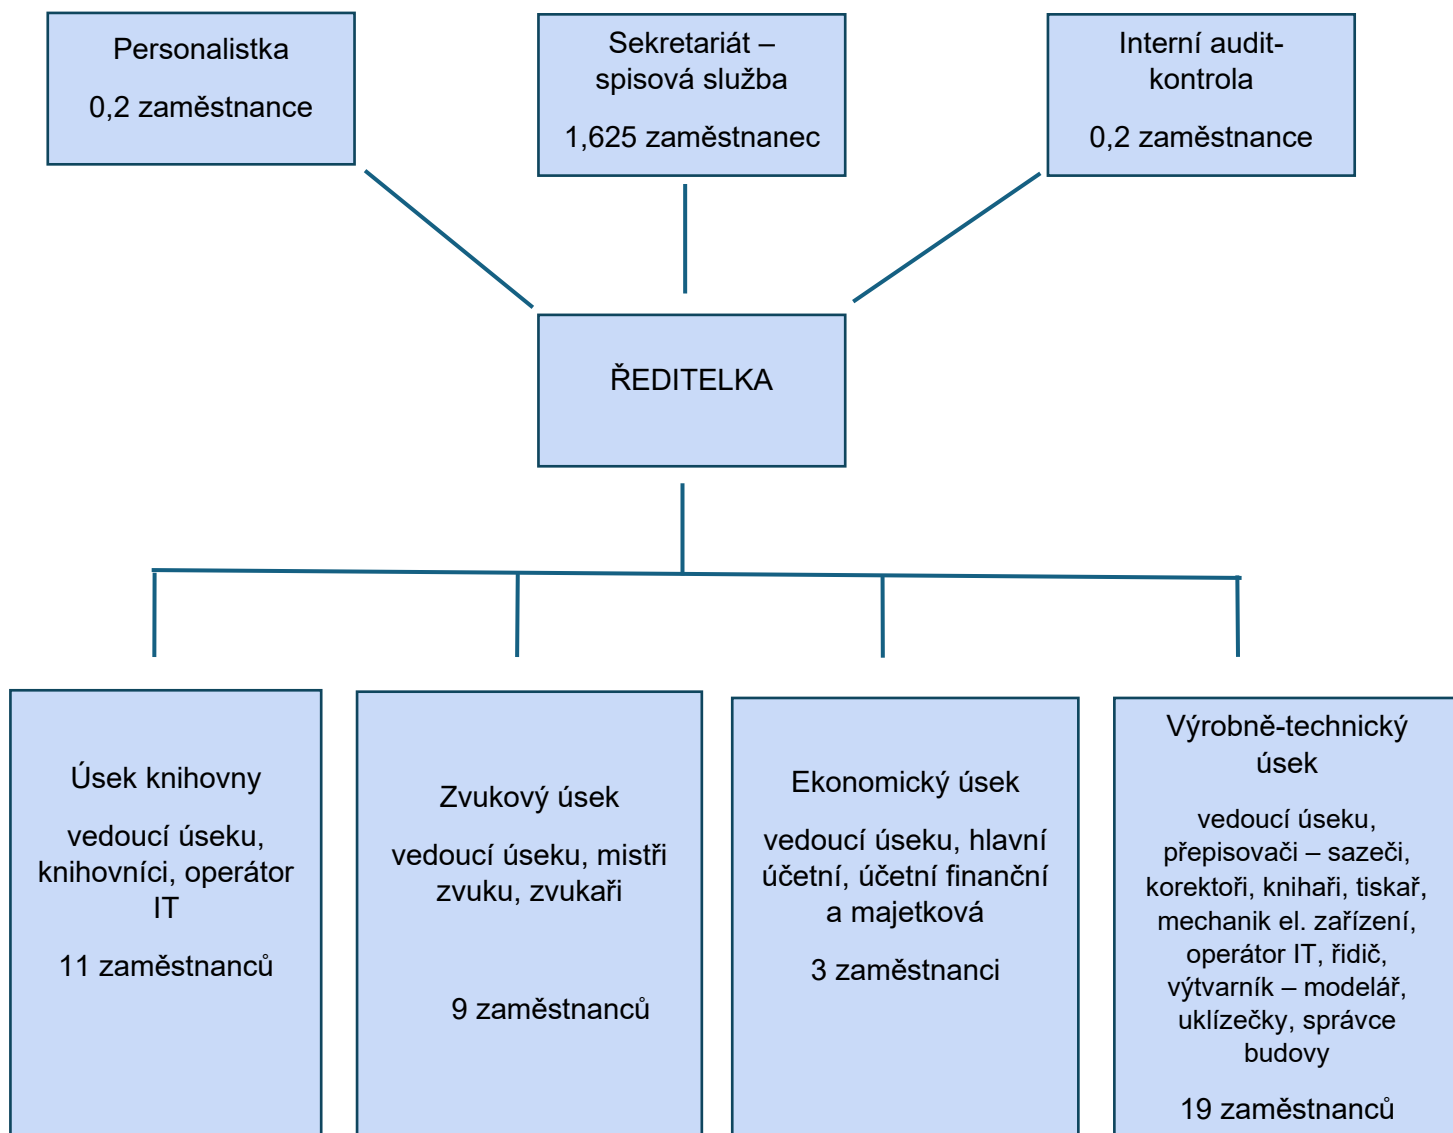 Personalistka
0,2 zaměstnance
Sekretariát –
spisová služba
1,625 zaměstnanec
Interní audit-
kontrola
0,2 zaměstnance
ŘEDITELKA
Úsek knihovny
vedoucí úseku,
knihovníci, operátor
IT
11 zaměstnanců
Zvukový úsek
vedoucí úseku, mistři
zvuku, zvukaři
9 zaměstnanců
Ekonomický úsek
vedoucí úseku, hlavní
účetní, účetní finanční
a majetková
3 zaměstnanci
Výrobně-technický
úsek
vedoucí úseku,
přepisovači – sazeči,
korektoři, knihaři, tiskař,
mechanik el. zařízení,
operátor IT, řidič,
výtvarník – modelář,
uklízečky, správce
budovy
19 zaměstnanců